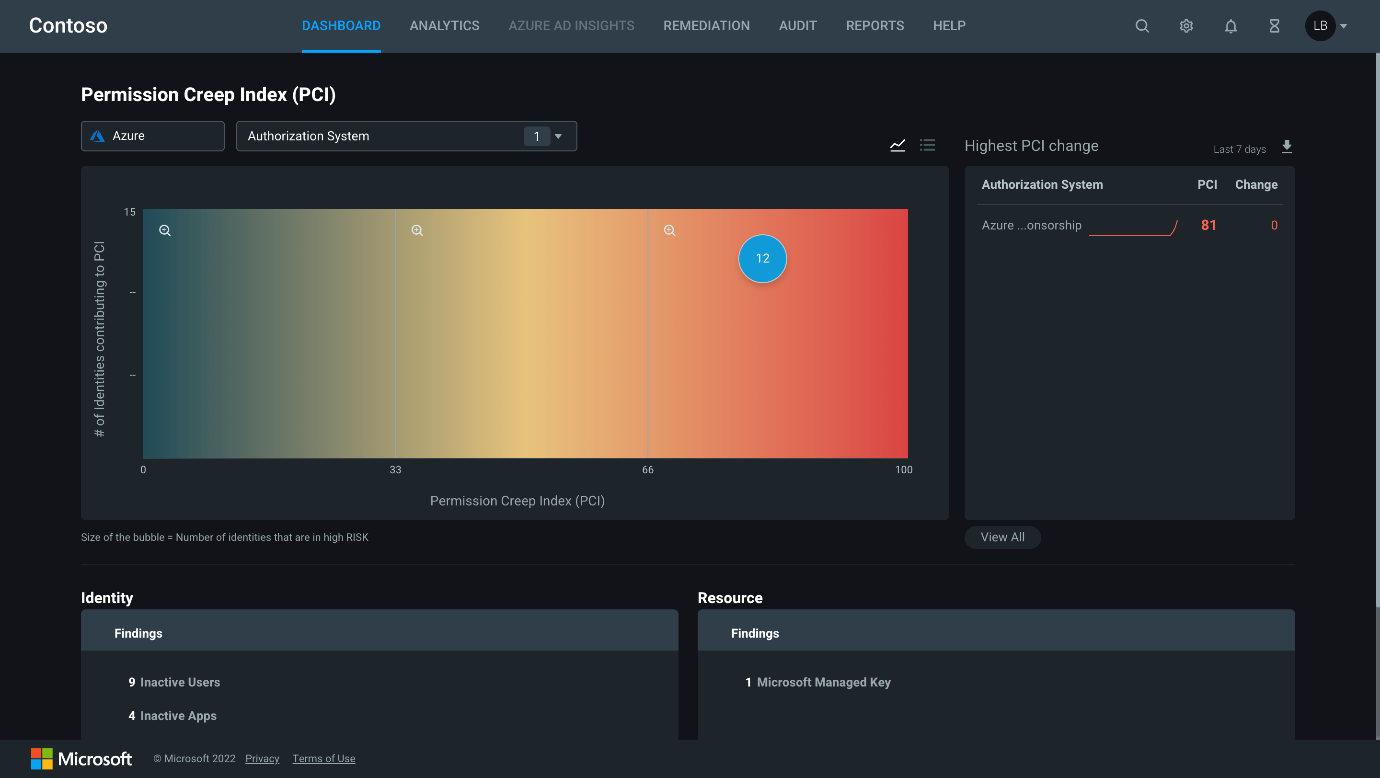 Contoso
DASHBOARD ANALYTICS AZURE AD INSIGHTS REMEDIATION AUDIT REPORTS HELP
LB
Permission Creep Index (PCI)
Azure
Authorization System 1
# of Identities contributing to PCI
15
--
--
12
0 33 66 100
Permission Creep Index (PCI)
Size of the bubble = Number of identities that are in high RISK
Highest PCI change Last 7 days
Authorization System PCI Change
Azure ...onsorship 81 0
View All
Identity
Findings
9 Inactive Users
4 Inactive Apps
Resource
Findings
1 Microsoft Managed Key
Microsoft © Microsoft 2022 Privacy Terms of Use